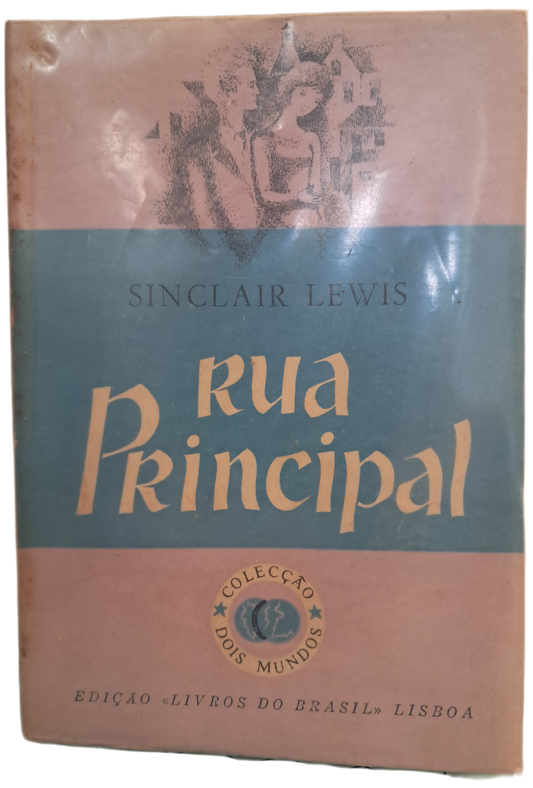 SINCLAIR LEWIS
Rua
Principal
COLECÇÃO
DOIS MUNDOS
EDIÇÃO «LIVROS DO BRASIL» LISBOA